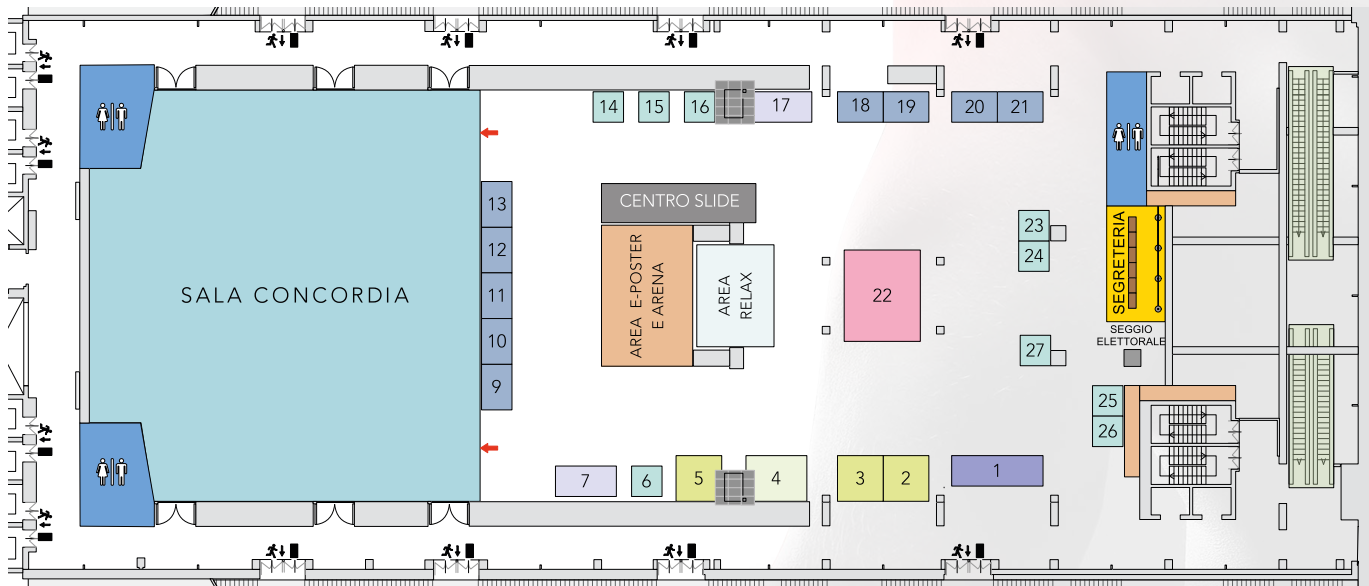 14
15
16
17
18
19
20
21
13
12
11
10
9
SALA CONCORDIA
CENTRO SLIDE
AREA E-POSTER
E ARENA
AREA
RELAX
22
23
24
27
SEGRETERIA
SEGGIO
ELETTORALE
25
26
7
6
5
4
3
2
1